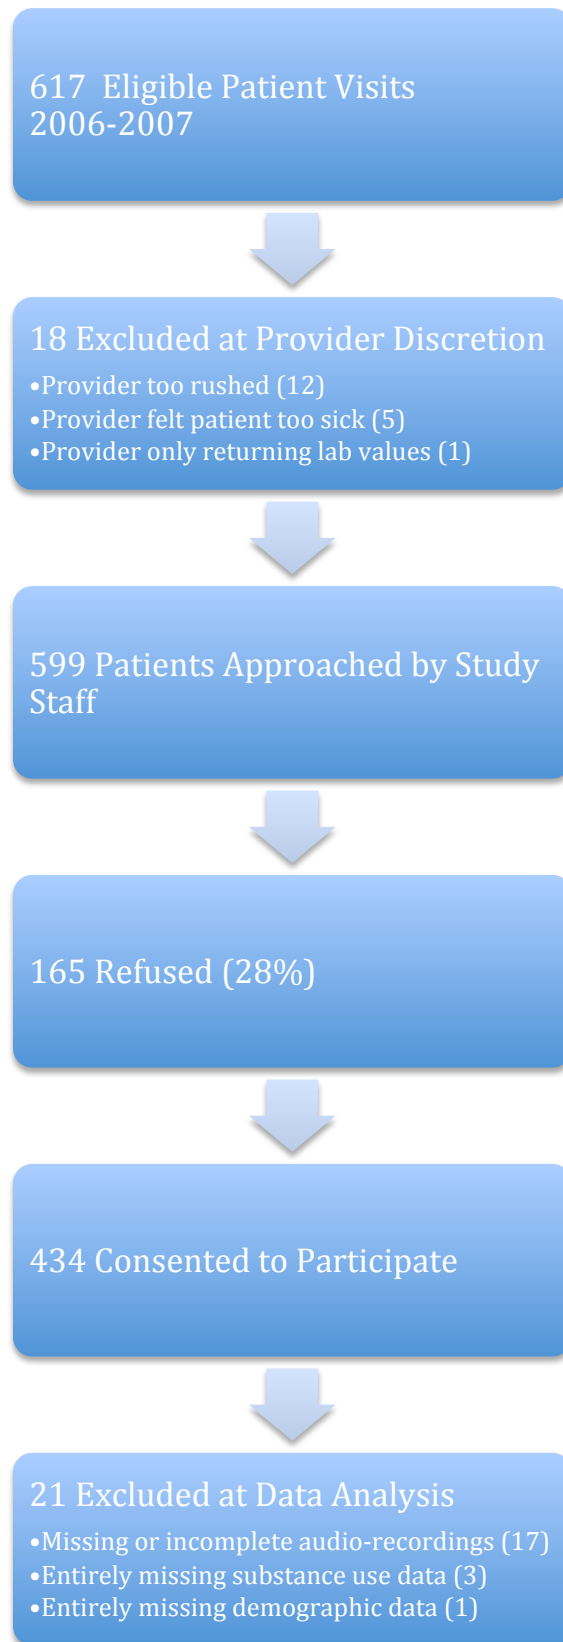 617  Eligible Patient Visits
2006-2007
18 Excluded at Provider Discretion
•Provider too rushed (12)
•Provider felt patient too sick (5)
•Provider only returning lab values (1)
599 Patients Approached by Study
Staff
165 Refused (28%)
434 Consented to Participate
21 Excluded at Data Analysis
•Missing or incomplete audio-recordings (17)
•Entirely missing substance use data (3)
•Entirely missing demographic data (1)